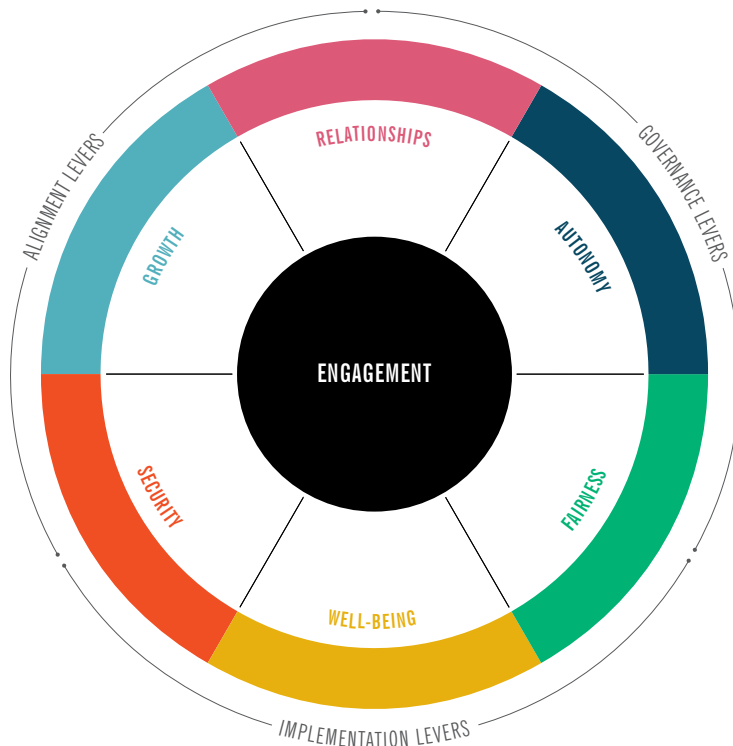 RELATIONSHIPS
ALIGNMENT LEVERS
GOVERNANCE LEVERS
GROWTH
AUTONOMY
ENGAGEMENT
SECURITY
FAIRNESS
WELL-BEING
IMPLEMENTATION LEVERS